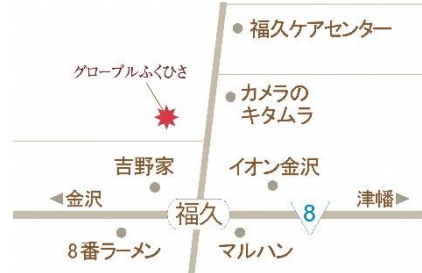 福久ケアセンター
グローブルふくひさ
カメラの
キタムラ
吉野家
イオン金沢
金沢
福久
8
津幡
8番ラーメン
マルハン